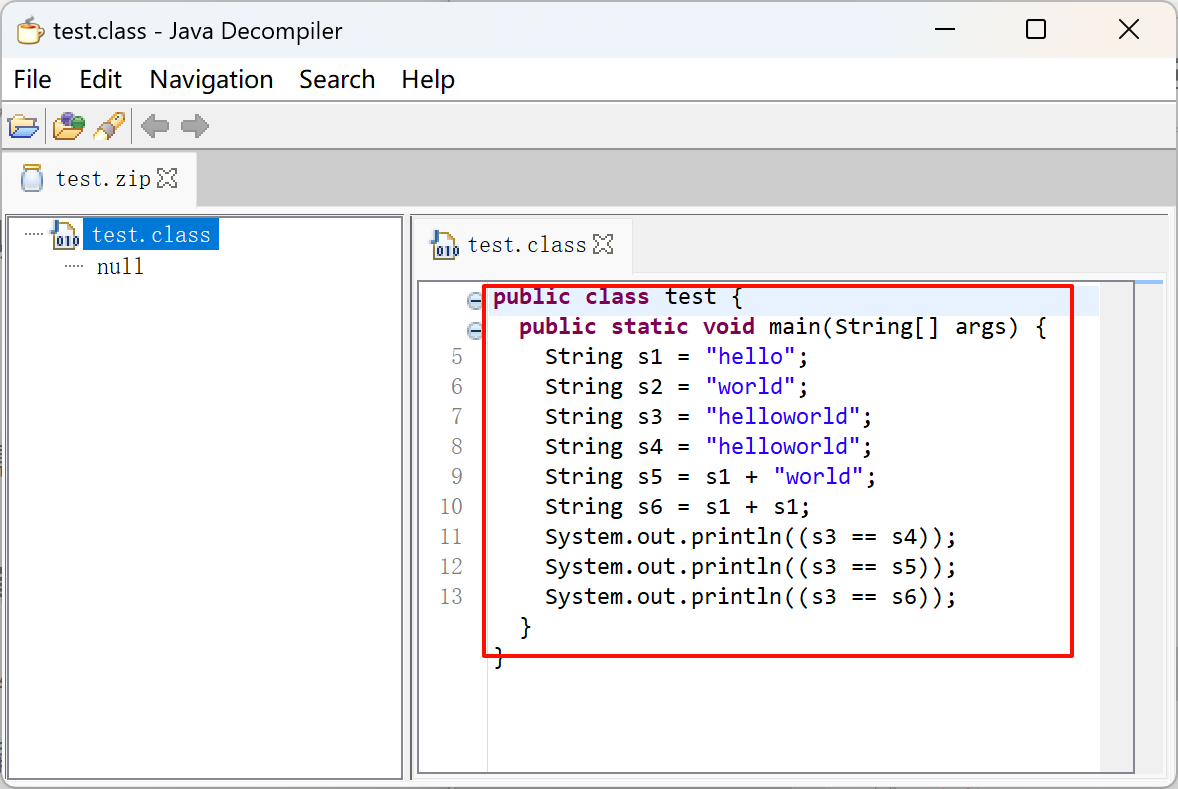 test.class - Java Decompiler
File Edit Navigation Search Help
test.zip
test.class
null
test.class
public class test {
public static void main(String[] args) {
5 String s1 = "hello";
6 String s2 = "world";
7 String s3 = "helloworld";
8 String s4 = "helloworld";
9 String s5 = s1 + "world";
10 String s6 = s1 + s1;
11 System.out.println((s3 == s4));
12 System.out.println((s3 == s5));
13 System.out.println((s3 == s6));
}
}